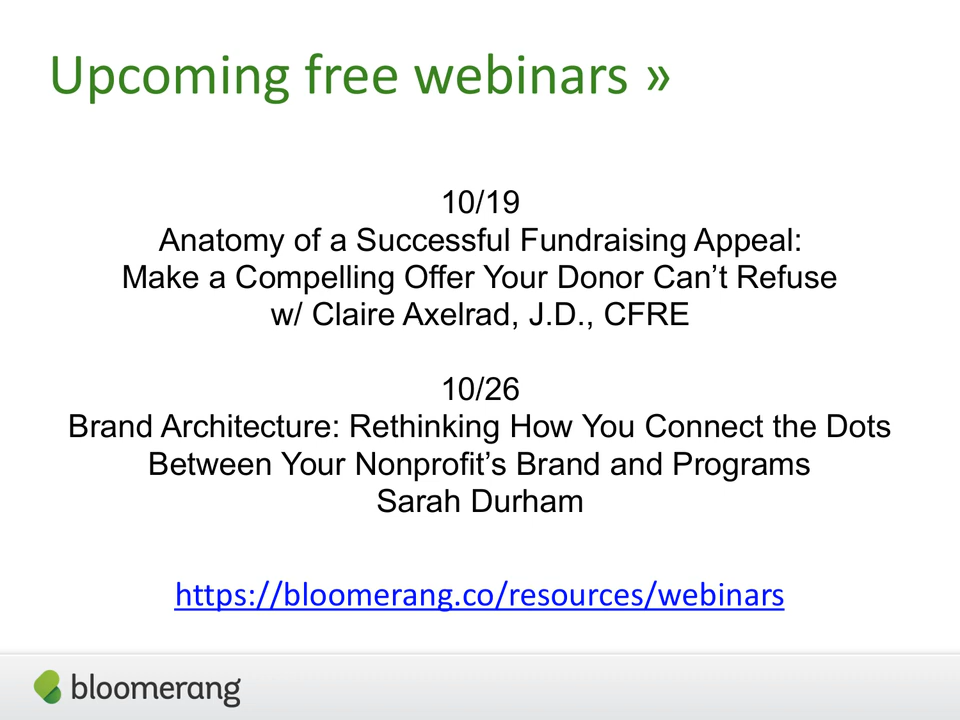 Upcoming free webinars »
10/19
Anatomy of a Successful Fundraising Appeal:
Make a Compelling Offer Your Donor Can’t Refuse
w/ Claire Axelrad, J.D., CFRE
10/26
Brand Architecture: Rethinking How You Connect the Dots
Between Your Nonprofit’s Brand and Programs
Sarah Durham
https://bloomerang.co/resources/webinars
bloomerang